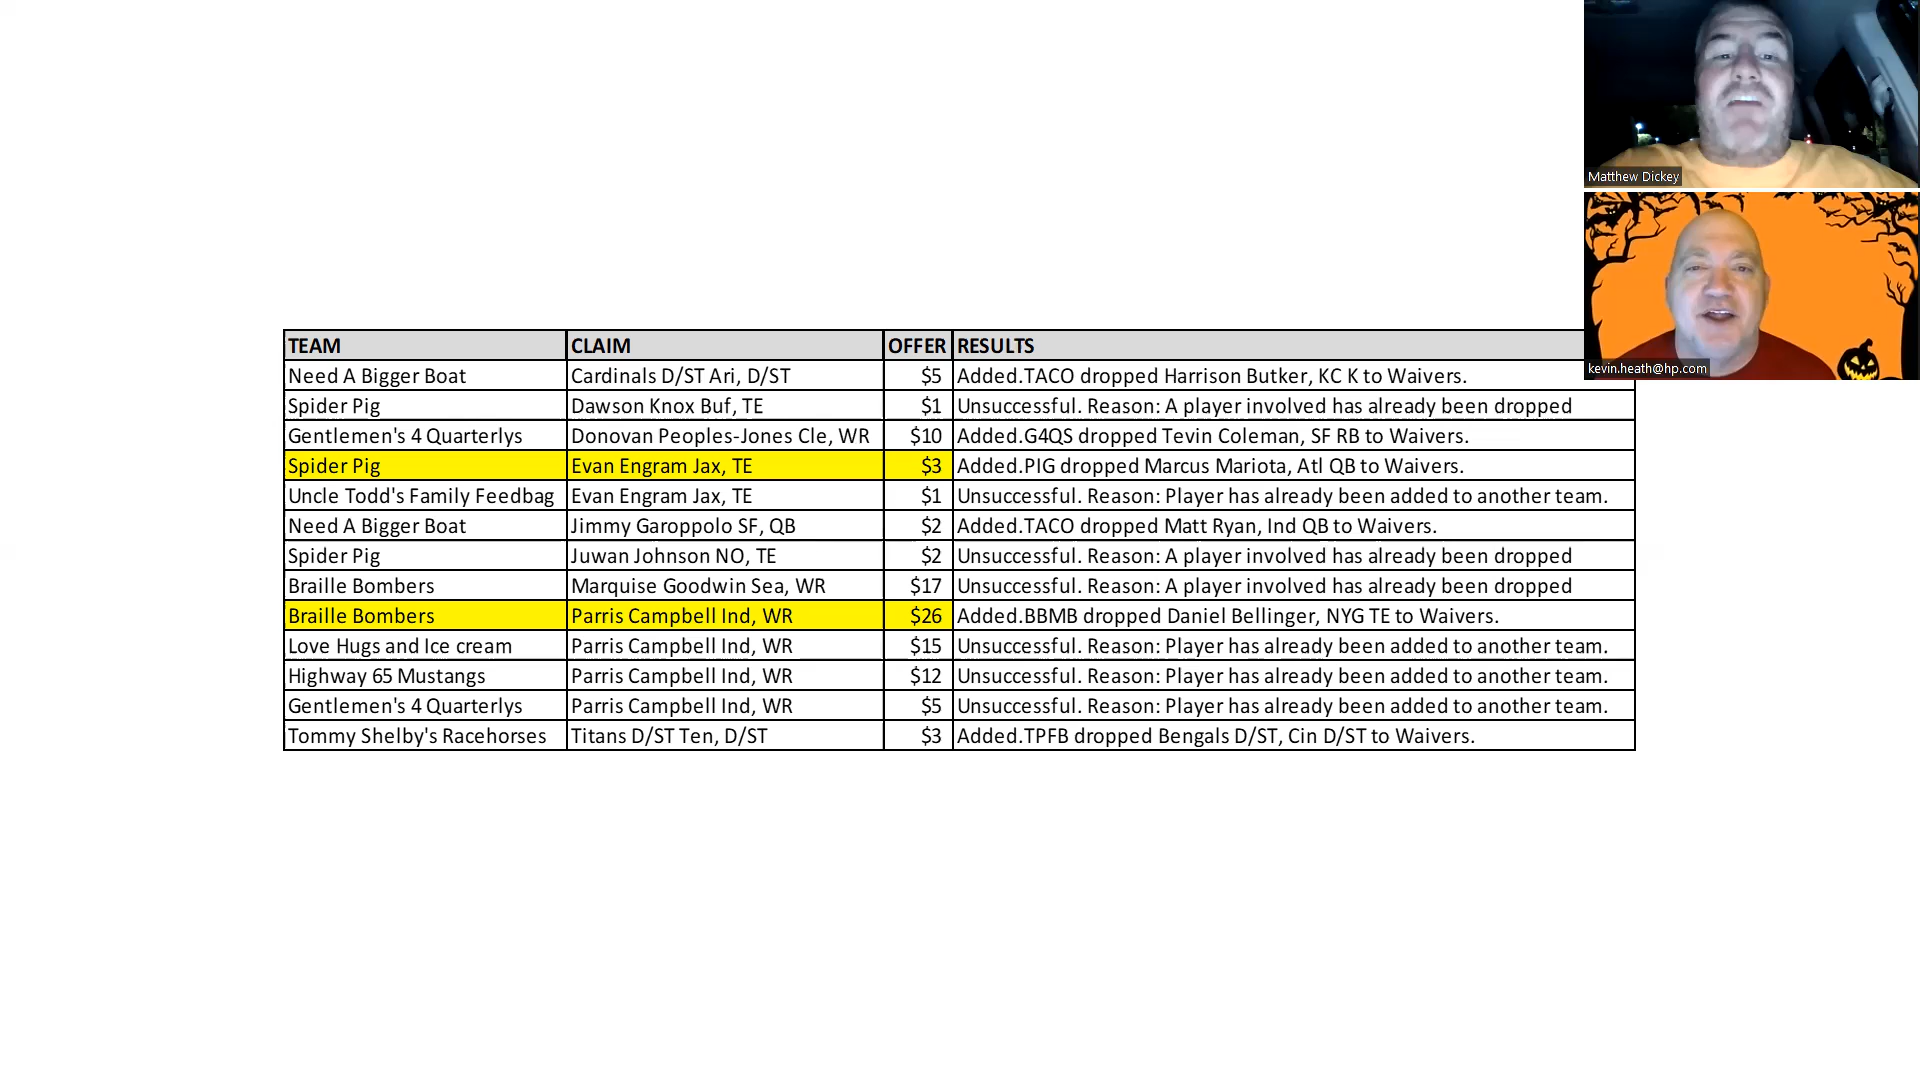 TEAM CLAIM OFFER RESULTS
Need A Bigger Boat Cardinals D/ST Ari, D/ST $5 Added.TACO dropped Harrison Butker, KC K to Waivers.
Spider Pig Dawson Knox Buf, TE $1 Unsuccessful. Reason: A player involved has already been dropped
Gentlemen's 4 Quarterlys Donovan Peoples-Jones Cle, WR $10 Added.G4QS dropped Tevin Coleman, SF RB to Waivers.
Spider Pig Evan Engram Jax, TE $3 Added.PIG dropped Marcus Mariota, Atl QB to Waivers.
Uncle Todd's Family Feedbag Evan Engram Jax, TE $1 Unsuccessful. Reason: Player has already been added to another team.
Need A Bigger Boat Jimmy Garoppolo SF, QB $2 Added.TACO dropped Matt Ryan, Ind QB to Waivers.
Spider Pig Juwan Johnson NO, TE $2 Unsuccessful. Reason: A player involved has already been dropped
Braille Bombers Marquise Goodwin Sea, WR $17 Unsuccessful. Reason: A player involved has already been dropped
Braille Bombers Parris Campbell Ind, WR $26 Added.BBMB dropped Daniel Bellinger, NYG TE to Waivers.
Love Hugs and Ice cream Parris Campbell Ind, WR $15 Unsuccessful. Reason: Player has already been added to another team.
Highway 65 Mustangs Parris Campbell Ind, WR $12 Unsuccessful. Reason: Player has already been added to another team.
Gentlemen's 4 Quarterlys Parris Campbell Ind, WR $5 Unsuccessful. Reason: Player has already been added to another team.
Tommy Shelby's Racehorses Titans D/ST Ten, D/ST $3 Added.TPFB dropped Bengals D/ST, Cin D/ST to Waivers.
Matthew Dickey
kevin.heath@hp.com